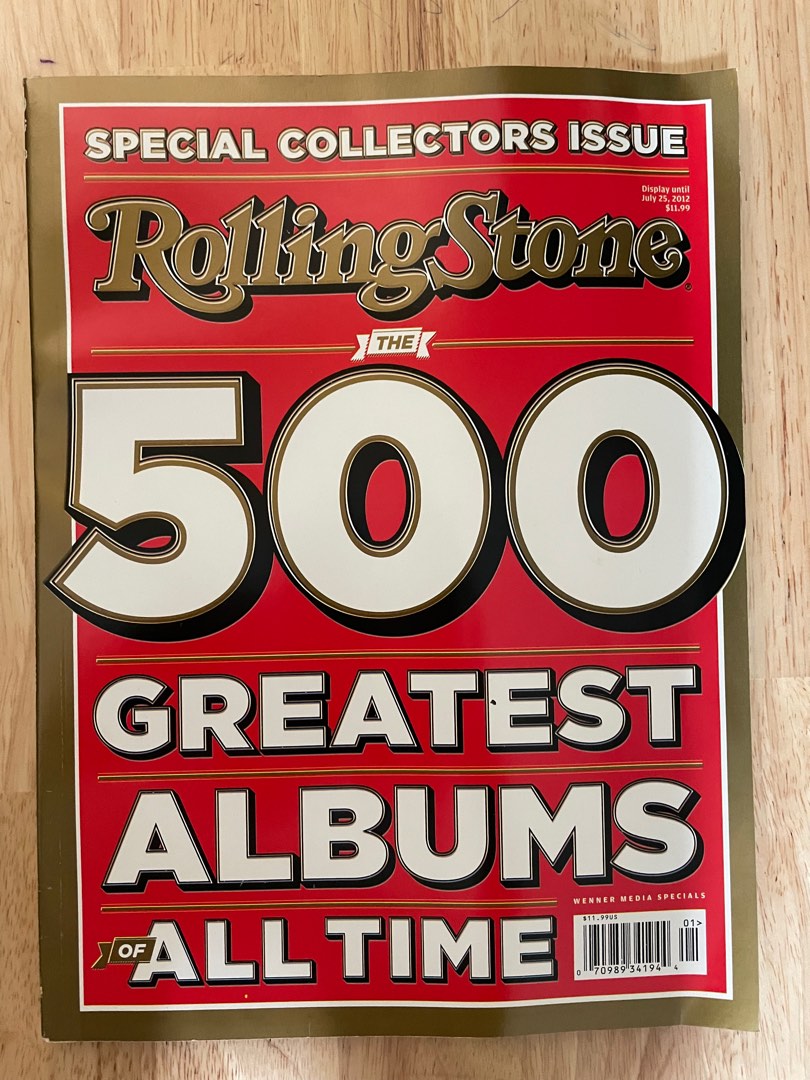 SPECIAL COLLECTORS ISSUE
Display until
July 25, 2012
$11.99
RollingStone®
THE
500
GREATEST
ALBUMS
OF ALL TIME
WENNER MEDIA SPECIALS
$11.99US
01>
0 70989 34194 4